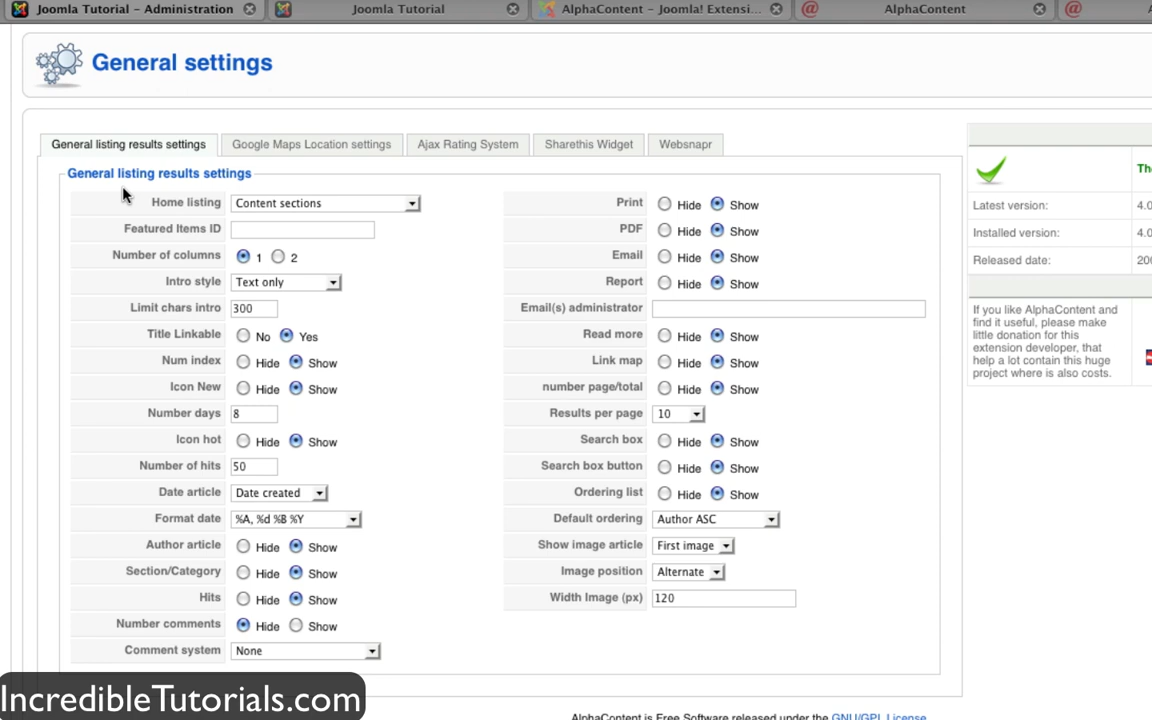 Joomla Tutorial - Administration
Joomla Tutorial
AlphaContent - Joomla! Extensi...
AlphaContent
General settings
General listing results settings
Google Maps Location settings
Ajax Rating System
Sharethis Widget
Websnapr
General listing results settings
Home listing Content sections
Featured Items ID
Number of columns 1 2
Intro style Text only
Limit chars intro 300
Title Linkable No Yes
Num index Hide Show
Icon New Hide Show
Number days 8
Icon hot Hide Show
Number of hits 50
Date article Date created
Format date %A, %d %B %Y
Author article Hide Show
Section/Category Hide Show
Hits Hide Show
Number comments Hide Show
Comment system None
Print Hide Show
PDF Hide Show
Email Hide Show
Report Hide Show
Email(s) administrator
Read more Hide Show
Link map Hide Show
number page/total Hide Show
Results per page 10
Search box Hide Show
Search box button Hide Show
Ordering list Hide Show
Default ordering Author ASC
Show image article First image
Image position Alternate
Width Image (px) 120
Latest version: 4.0
Installed version: 4.0
Released date: 200
If you like AlphaContent and
find it useful, please make
little donation for this
extension developer, that
help a lot contain this huge
project where is also costs.
IncredibleTutorials.com
AlphaContent is Free Software released under the GNU/GPL License